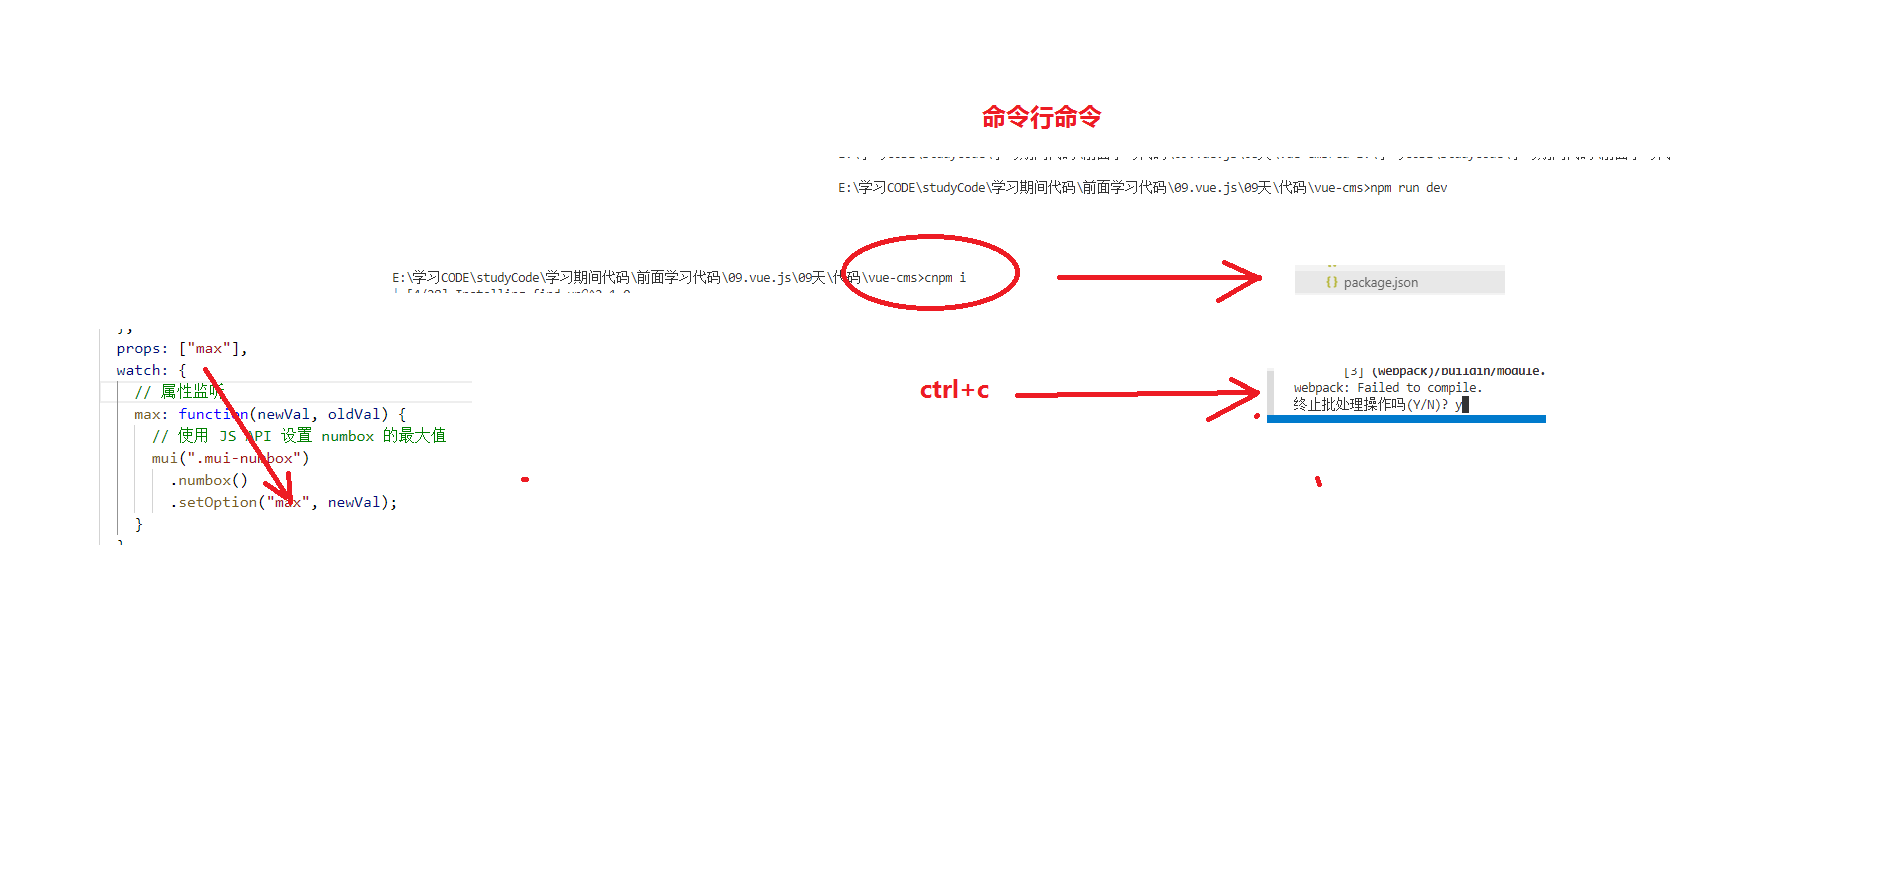 命令行命令
E:\学习CODE\studyCode\学习期间代码\前面学习代码\09.vue.js\09天\代码\vue-cms>npm run dev
E:\学习CODE\studyCode\学习期间代码\前面学习代码\09.vue.js\09天\代码\vue-cms>cnpm i
{} package.json
},
props: ["max"],
watch: {
// 属性监听
max: function(newVal, oldVal) {
// 使用 JS API 设置 numbox 的最大值
mui(".mui-numbox")
.numbox()
.setOption("max", newVal);
}
ctrl+c
[3] (webpack)/buildin/module.
webpack: Failed to compile.
终止批处理操作吗(Y/N)? y